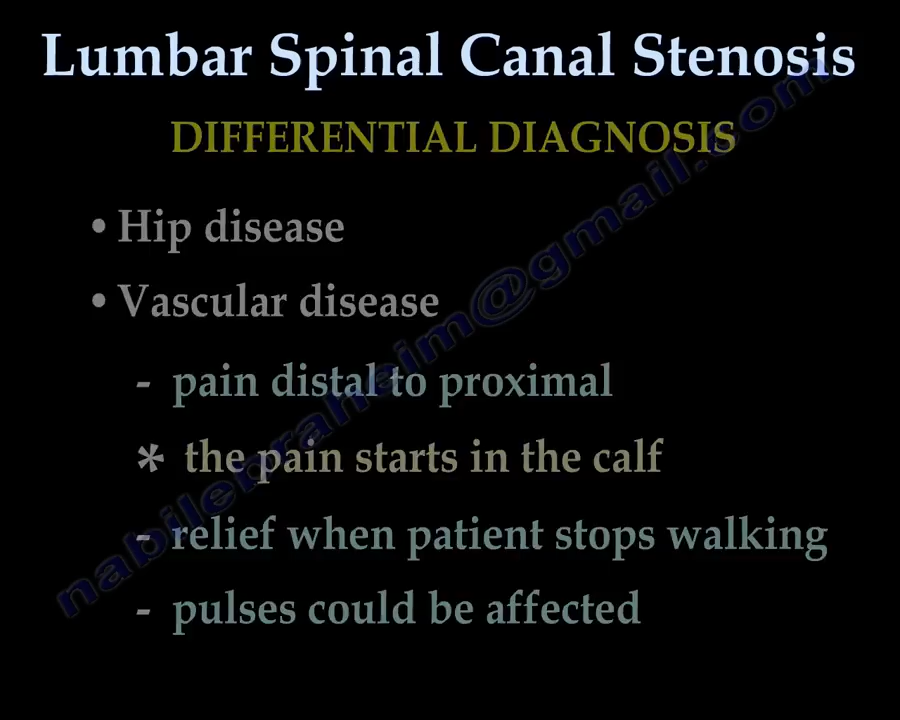 Lumbar Spinal Canal Stenosis
DIFFERENTIAL DIAGNOSIS
• Hip disease
• Vascular disease
- pain distal to proximal
* the pain starts in the calf
- relief when patient stops walking
- pulses could be affected
nabilebraheim@gmail.com